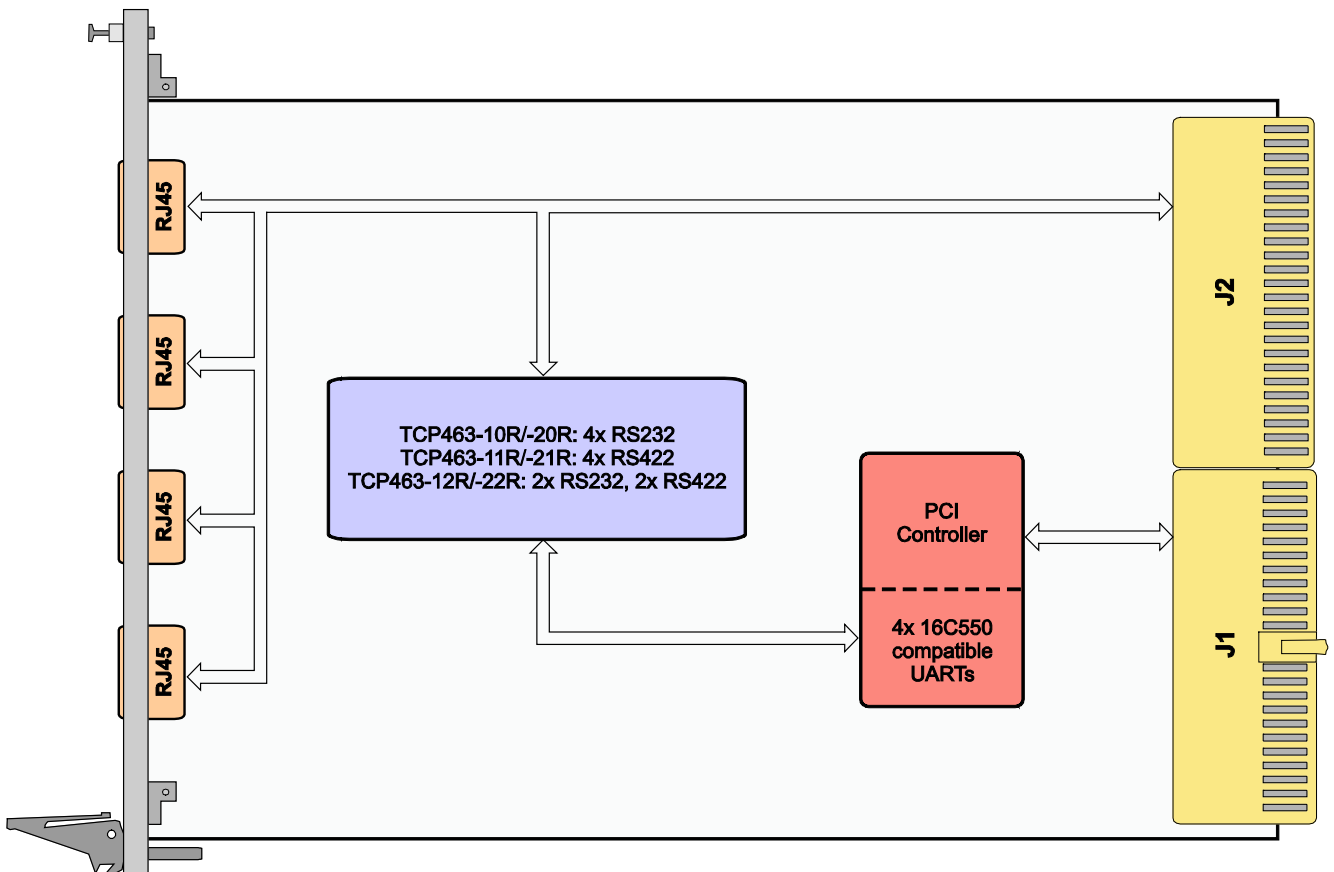 RJ45
RJ45
RJ45
RJ45
TCP463-10R/-20R: 4x RS232
TCP463-11R/-21R: 4x RS422
TCP463-12R/-22R: 2x RS232, 2x RS422
PCI
Controller
4x 16C550
compatible
UARTs
J2
J1